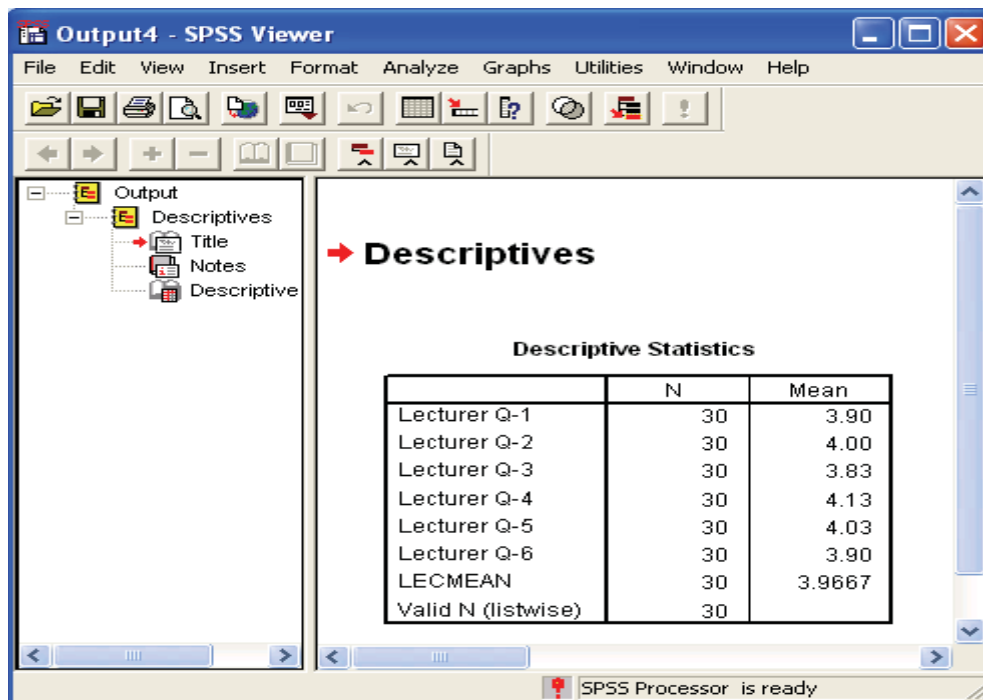 Output4 - SPSS Viewer
File Edit View Insert Format Analyze Graphs Utilities Window Help
Output
Descriptives
Title
Notes
Descriptive
Descriptives
Descriptive Statistics
N Mean
Lecturer Q-1 30 3.90
Lecturer Q-2 30 4.00
Lecturer Q-3 30 3.83
Lecturer Q-4 30 4.13
Lecturer Q-5 30 4.03
Lecturer Q-6 30 3.90
LECMEAN 30 3.9667
Valid N (listwise) 30
SPSS Processor is ready